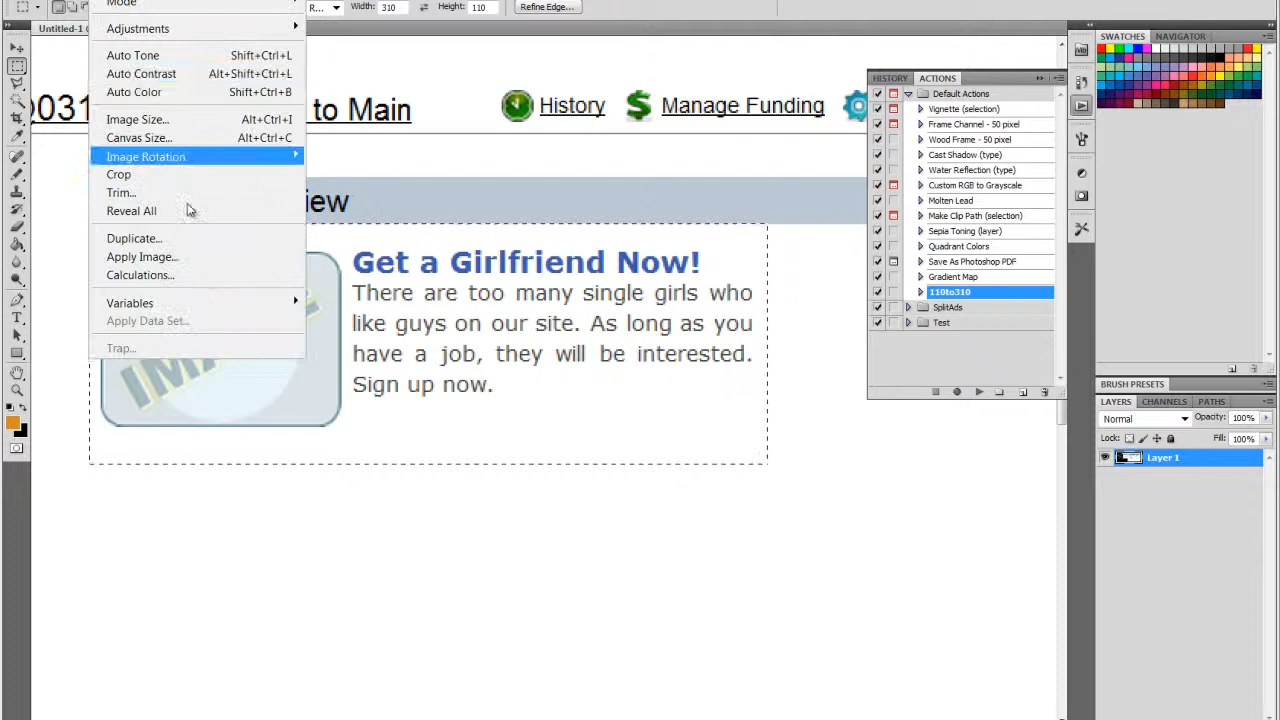 Mode
R...
Width: 310
Height: 110
Refine Edge...
Untitled-1
Adjustments
Auto Tone Shift+Ctrl+L
Auto Contrast Alt+Shift+Ctrl+L
Auto Color Shift+Ctrl+B
Image Size... Alt+Ctrl+I
Canvas Size... Alt+Ctrl+C
Image Rotation
Crop
Trim...
Reveal All
Duplicate...
Apply Image...
Calculations...
Variables
Apply Data Set...
Trap...
to Main
History
Manage Funding
Get a Girlfriend Now!
There are too many single girls who
like guys on our site. As long as you
have a job, they will be interested.
Sign up now.
HISTORY ACTIONS
Default Actions
Vignette (selection)
Frame Channel - 50 pixel
Wood Frame - 50 pixel
Cast Shadow (type)
Water Reflection (type)
Custom RGB to Grayscale
Molten Lead
Make Clip Path (selection)
Sepia Toning (layer)
Quadrant Colors
Save As Photoshop PDF
Gradient Map
110to310
SplitAds
Test
SWATCHES NAVIGATOR
BRUSH PRESETS
LAYERS CHANNELS PATHS
Normal Opacity: 100%
Lock: Fill: 100%
Layer 1